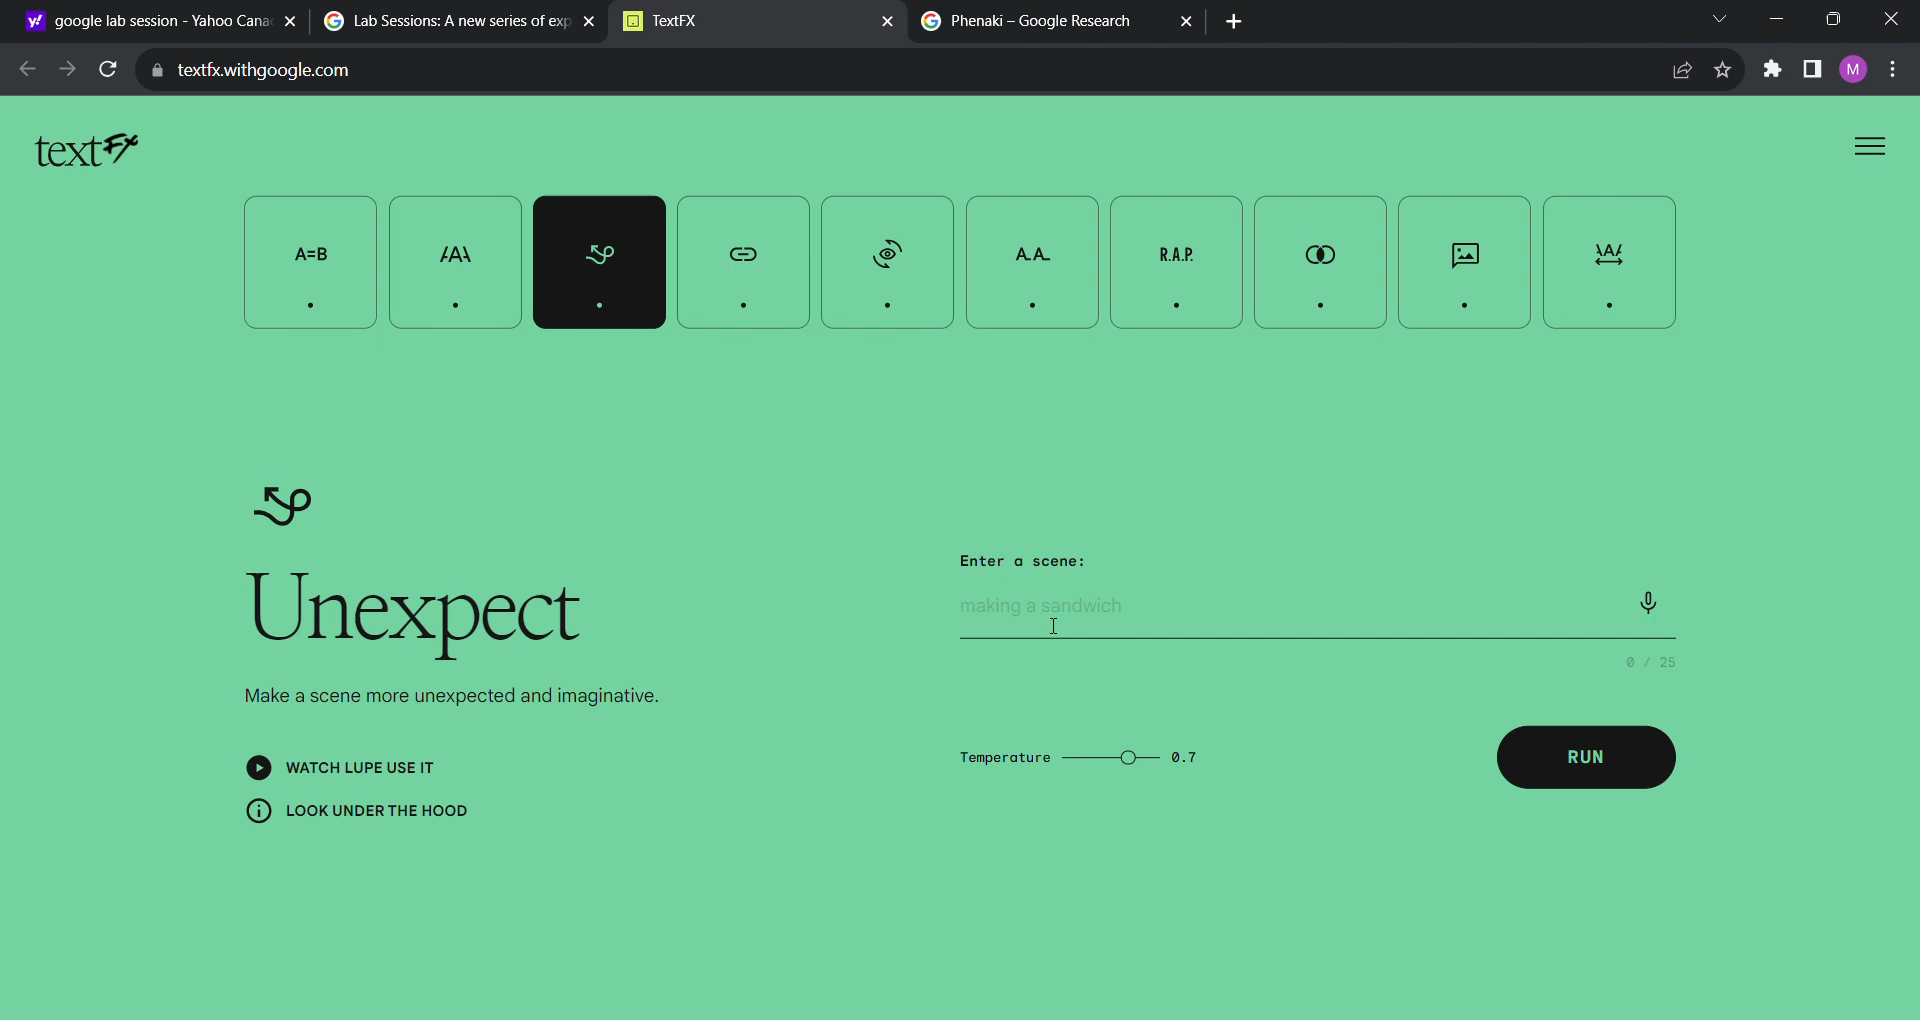 y! google lab session - Yahoo Cana
G Lab Sessions: A new series of exp
TextFX
G Phenaki – Google Research
textfx.withgoogle.com
M
textFX
A=B
AAA
A.A.
R.A.P.
AAA
Unexpect
Make a scene more unexpected and imaginative.
WATCH LUPE USE IT
LOOK UNDER THE HOOD
Enter a scene:
making a sandwich
0 / 25
Temperature 0.7
RUN